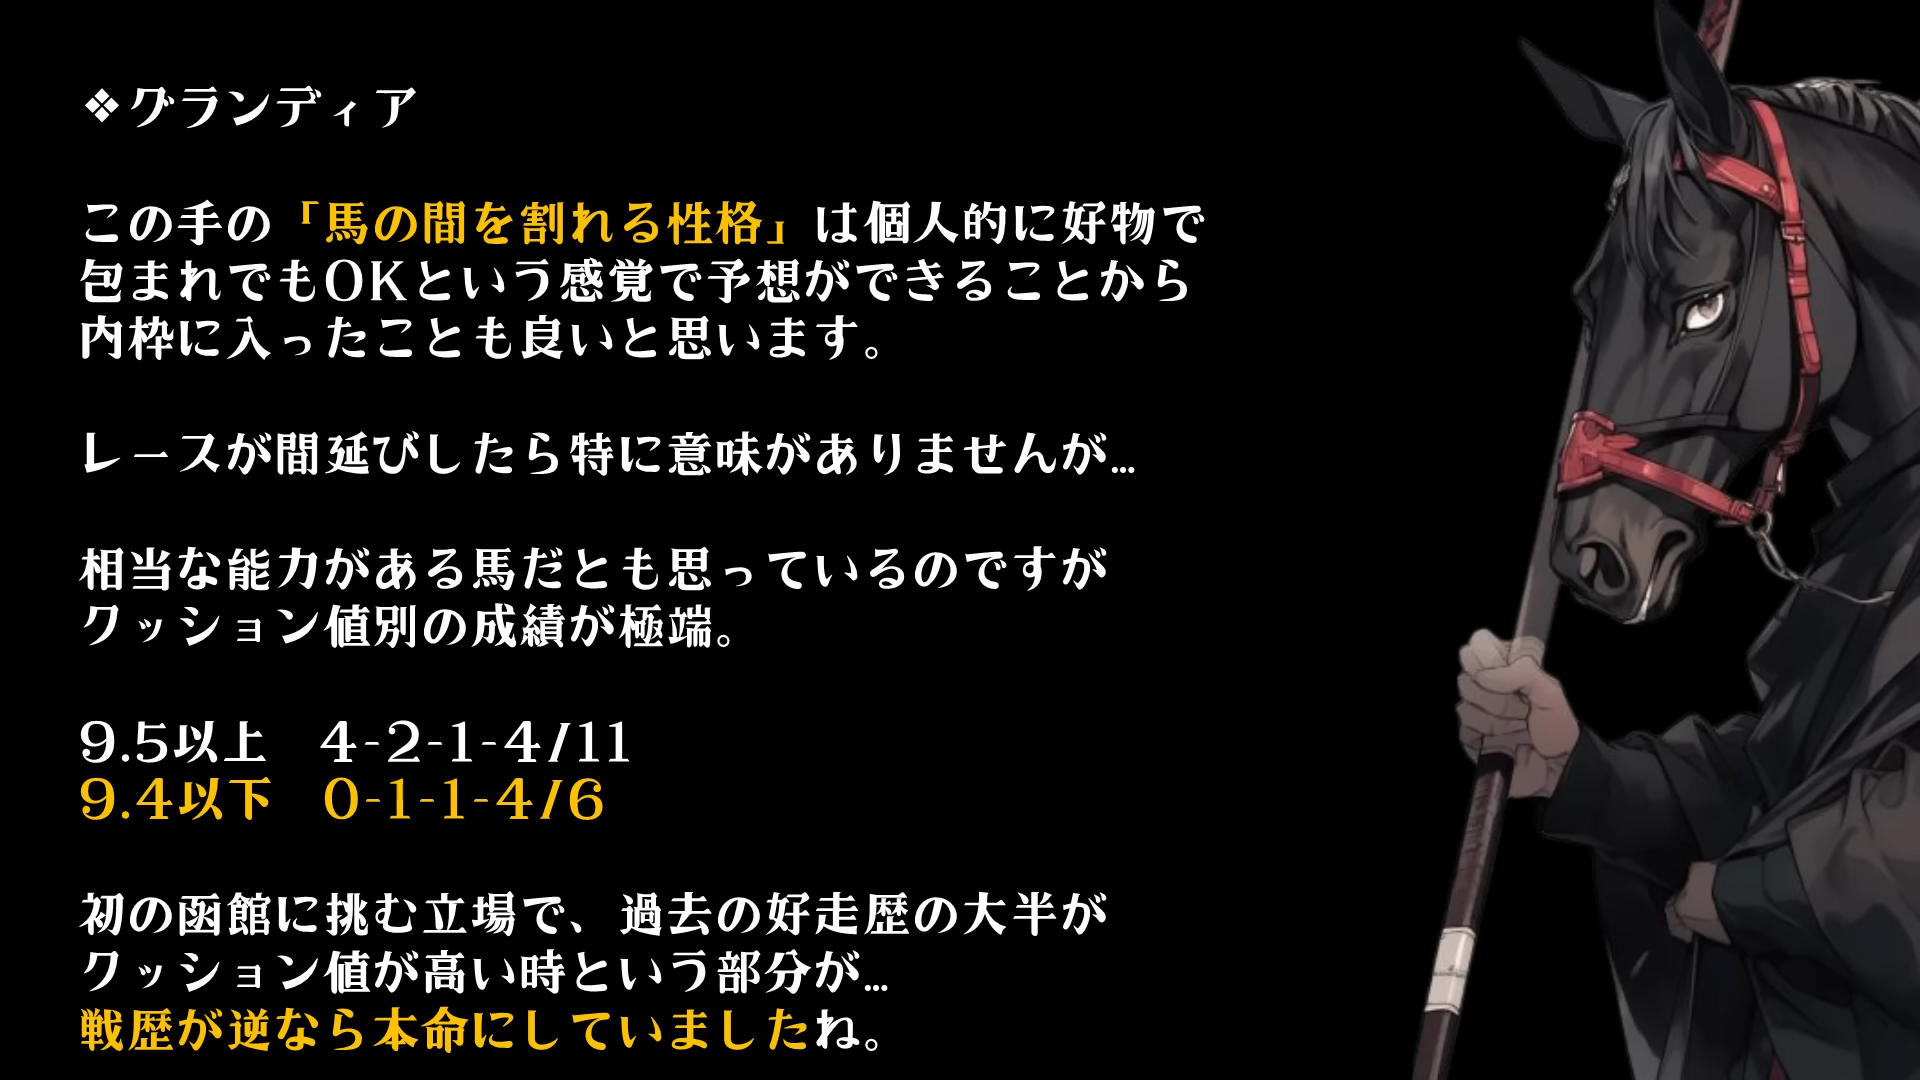 ❖グランディア
この手の「馬の間を割れる性格」は個人的に好物で
包まれでもOKという感覚で予想ができることから
内枠に入ったことも良いと思います。
レースが間延びしたら特に意味がありませんが…
相当な能力がある馬だとも思っているのですが
クッション値別の成績が極端。
9.5以上　4-2-1-4/11
9.4以下　0-1-1-4/6
初の函館に挑む立場で、過去の好走歴の大半が
クッション値が高い時という部分が…
戦歴が逆なら本命にしていましたね。